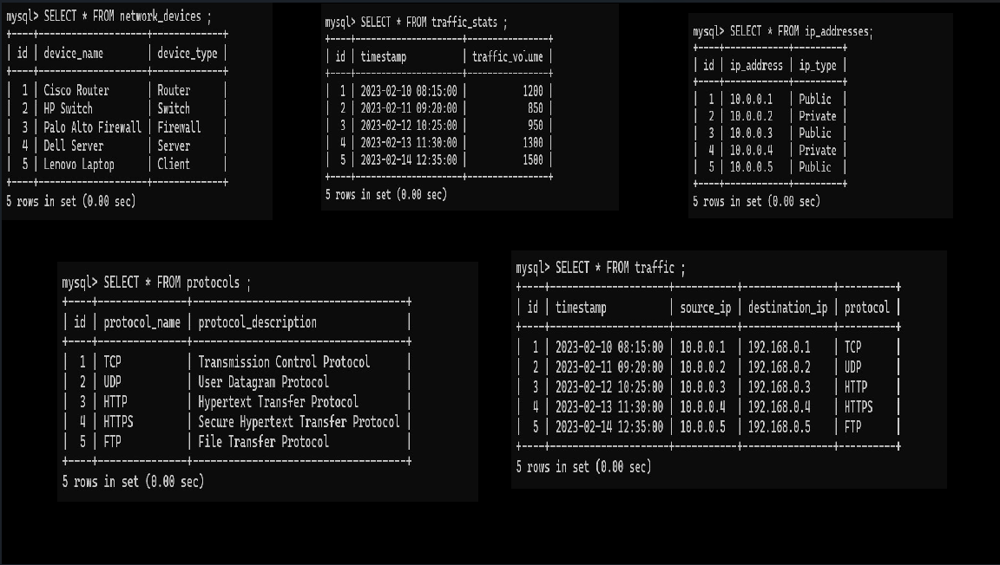 mysql> SELECT * FROM network_devices ;
+----+--------------------+-------------+
| id | device_name        | device_type |
+----+--------------------+-------------+
|  1 | Cisco Router       | Router      |
|  2 | HP Switch          | Switch      |
|  3 | Palo Alto Firewall | Firewall    |
|  4 | Dell Server        | Server      |
|  5 | Lenovo Laptop      | Client      |
+----+--------------------+-------------+
5 rows in set (0.00 sec)
mysql> SELECT * FROM traffic_stats ;
+----+---------------------+----------------+
| id | timestamp           | traffic_volume |
+----+---------------------+----------------+
|  1 | 2023-02-10 08:15:00 |           1200 |
|  2 | 2023-02-11 09:20:00 |            850 |
|  3 | 2023-02-12 10:25:00 |            950 |
|  4 | 2023-02-13 11:30:00 |           1300 |
|  5 | 2023-02-14 12:35:00 |           1500 |
+----+---------------------+----------------+
5 rows in set (0.00 sec)
mysql> SELECT * FROM ip_addresses;
+----+------------+---------+
| id | ip_address | ip_type |
+----+------------+---------+
|  1 | 10.0.0.1   | Public  |
|  2 | 10.0.0.2   | Private |
|  3 | 10.0.0.3   | Public  |
|  4 | 10.0.0.4   | Private |
|  5 | 10.0.0.5   | Public  |
+----+------------+---------+
5 rows in set (0.00 sec)
mysql> SELECT * FROM protocols ;
+----+---------------+-----------------------------------+
| id | protocol_name | protocol_description              |
+----+---------------+-----------------------------------+
|  1 | TCP           | Transmission Control Protocol     |
|  2 | UDP           | User Datagram Protocol            |
|  3 | HTTP          | Hypertext Transfer Protocol       |
|  4 | HTTPS         | Secure Hypertext Transfer Protocol |
|  5 | FTP           | File Transfer Protocol            |
+----+---------------+-----------------------------------+
5 rows in set (0.00 sec)
mysql> SELECT * FROM traffic ;
+----+---------------------+-----------+----------------+----------+
| id | timestamp           | source_ip | destination_ip | protocol |
+----+---------------------+-----------+----------------+----------+
|  1 | 2023-02-10 08:15:00 | 10.0.0.1  | 192.168.0.1    | TCP      |
|  2 | 2023-02-11 09:20:00 | 10.0.0.2  | 192.168.0.2    | UDP      |
|  3 | 2023-02-12 10:25:00 | 10.0.0.3  | 192.168.0.3    | HTTP     |
|  4 | 2023-02-13 11:30:00 | 10.0.0.4  | 192.168.0.4    | HTTPS    |
|  5 | 2023-02-14 12:35:00 | 10.0.0.5  | 192.168.0.5    | FTP      |
+----+---------------------+-----------+----------------+----------+
5 rows in set (0.00 sec)